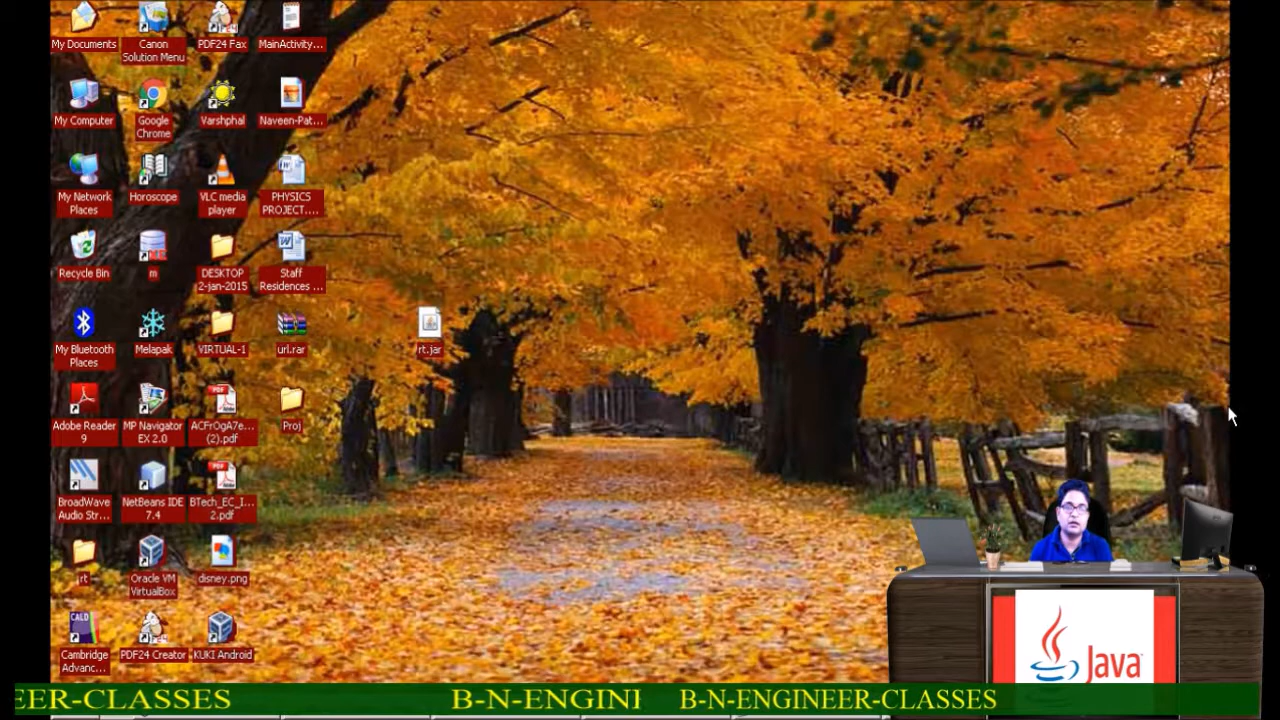 My Documents
Canon
Solution Menu
PDF24 Fax
MainActivity...
My Computer
Google
Chrome
Varshphal
Naveen-Pat...
My Network
Places
Horoscope
VLC media
player
PHYSICS
PROJECT....
Recycle Bin
m
DESKTOP
2-jan-2015
Staff
Residences ...
My Bluetooth
Places
Melapak
VIRTUAL-1
url.rar
rt.jar
Adobe Reader
9
MP Navigator
EX 2.0
ACFrOgA7e...
(2).pdf
Proj
BroadWave
Audio Str...
NetBeans IDE
7.4
BTech_EC_I...
2.pdf
rt
Oracle VM
VirtualBox
disney.png
CALD
Cambridge
Advanc...
PDF24 Creator
KUKI Android
Java
EER-CLASSES
B-N-ENGINI
B-N-ENGINEER-CLASSES